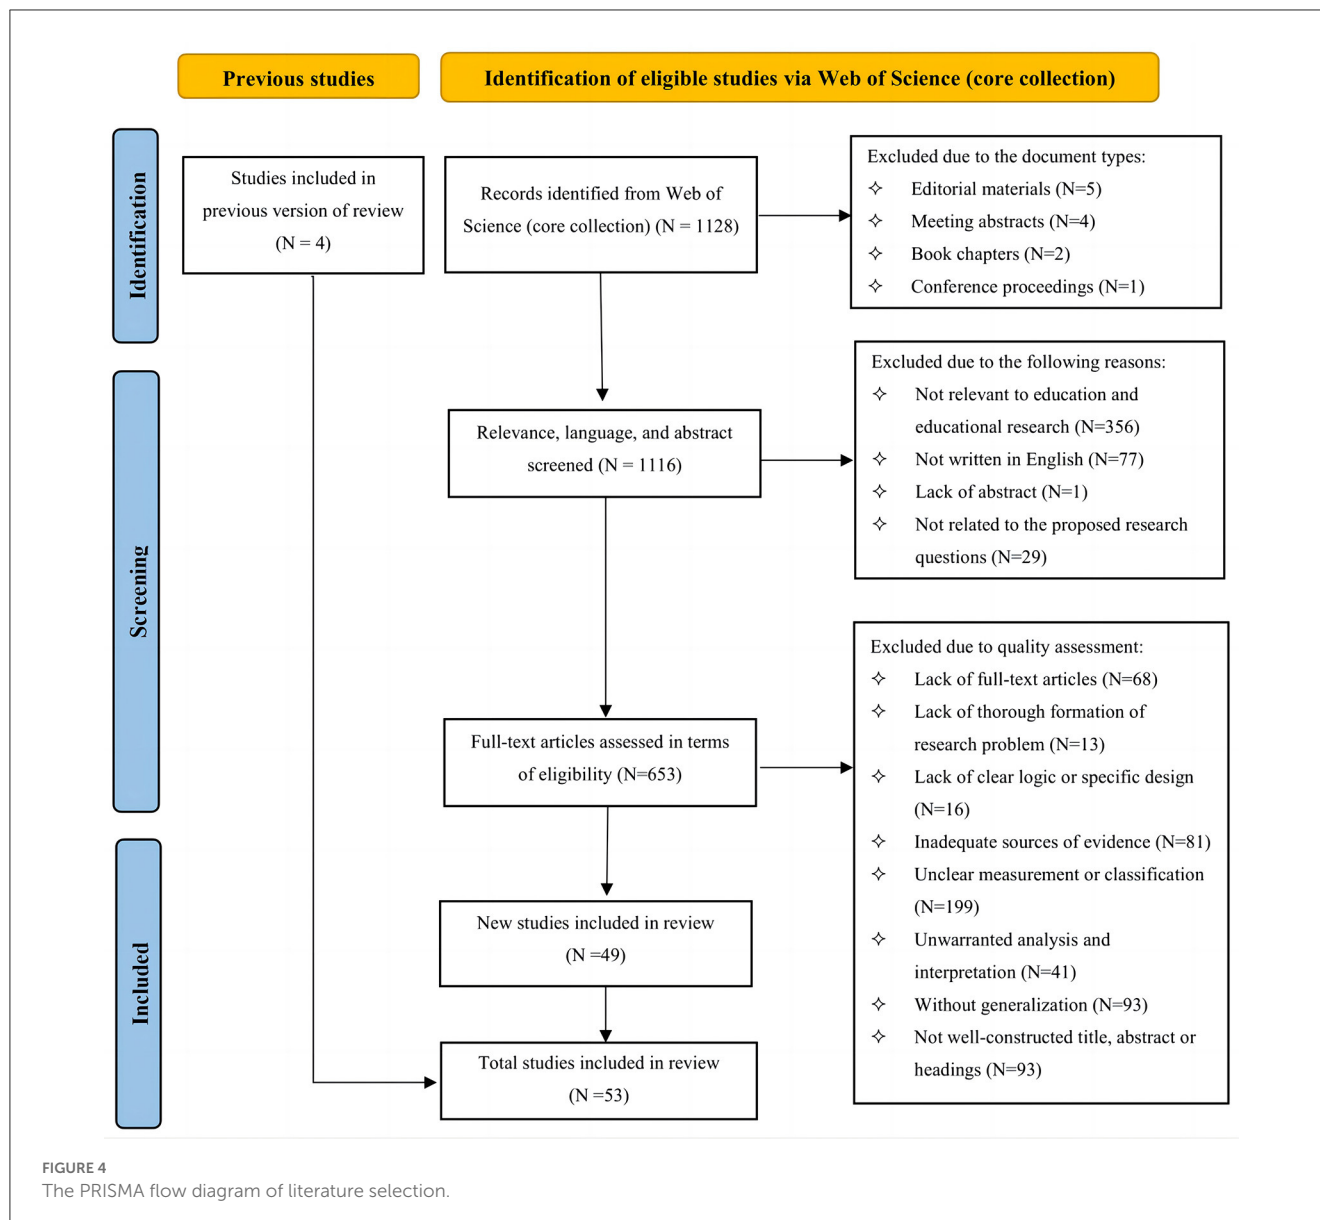 Previous studies
Identification of eligible studies via Web of Science (core collection)
Identification
Studies included in
previous version of review
(N = 4)
Records identified from Web of
Science (core collection) (N = 1128)
Excluded due to the document types:
✧ Editorial materials (N=5)
✧ Meeting abstracts (N=4)
✧ Book chapters (N=2)
✧ Conference proceedings (N=1)
Screening
Relevance, language, and abstract
screened (N = 1116)
Excluded due to the following reasons:
✧ Not relevant to education and
educational research (N=356)
✧ Not written in English (N=77)
✧ Lack of abstract (N=1)
✧ Not related to the proposed research
questions (N=29)
Full-text articles assessed in terms
of eligibility (N=653)
Excluded due to quality assessment:
✧ Lack of full-text articles (N=68)
✧ Lack of thorough formation of
research problem (N=13)
✧ Lack of clear logic or specific design
(N=16)
✧ Inadequate sources of evidence (N=81)
✧ Unclear measurement or classification
(N=199)
✧ Unwarranted analysis and
interpretation (N=41)
✧ Without generalization (N=93)
✧ Not well-constructed title, abstract or
headings (N=93)
Included
New studies included in review
(N =49)
Total studies included in review
(N =53)
FIGURE 4
The PRISMA flow diagram of literature selection.